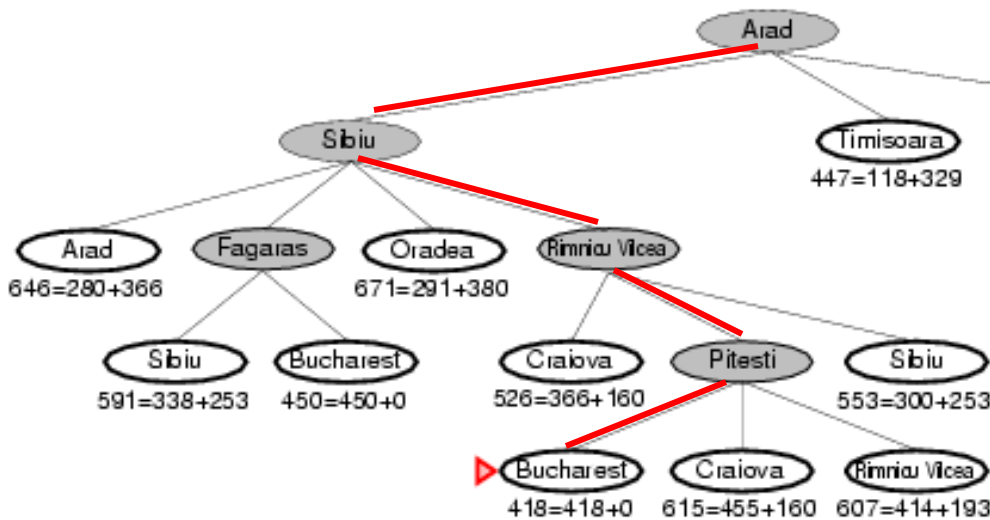 Arad
Sibiu
Timisoara
447=118+329
Arad
Fagaras
Oradea
Rimnicu Vilcea
646=280+366
671=291+380
Sibiu
Bucharest
Craiova
Pitesti
Sibiu
591=338+253
450=450+0
526=366+160
553=300+253
Bucharest
Craiova
Rimnicu Vilcea
418=418+0
615=455+160
607=414+193